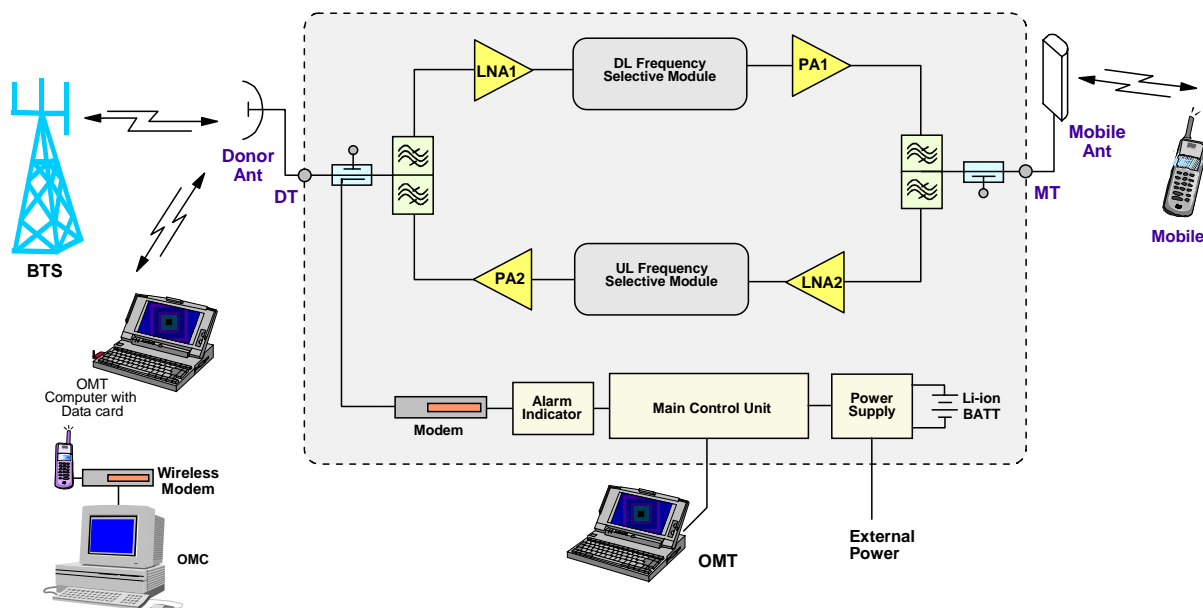 LNA1
DL Frequency
Selective Module
PA1
Donor
Ant
DT
Mobile
Ant
MT
Mobile
BTS
PA2
UL Frequency
Selective Module
LNA2
OMT
Computer with
Data card
Modem
Alarm
Indicator
Main Control Unit
Power
Supply
Li-ion
BATT
Wireless
Modem
OMC
OMT
External
Power